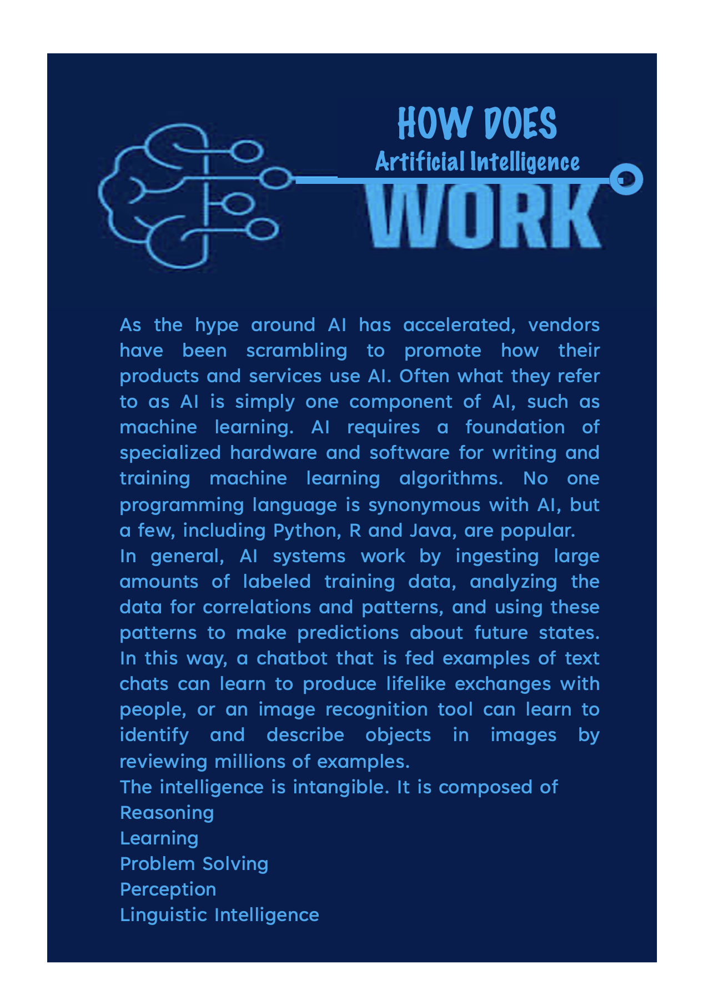 HOW DOES
Artificial Intelligence
WORK
As the hype around AI has accelerated, vendors
have been scrambling to promote how their
products and services use AI. Often what they refer
to as AI is simply one component of AI, such as
machine learning. AI requires a foundation of
specialized hardware and software for writing and
training machine learning algorithms. No one
programming language is synonymous with AI, but
a few, including Python, R and Java, are popular.
In general, AI systems work by ingesting large
amounts of labeled training data, analyzing the
data for correlations and patterns, and using these
patterns to make predictions about future states.
In this way, a chatbot that is fed examples of text
chats can learn to produce lifelike exchanges with
people, or an image recognition tool can learn to
identify and describe objects in images by
reviewing millions of examples.
The intelligence is intangible. It is composed of
Reasoning
Learning
Problem Solving
Perception
Linguistic Intelligence